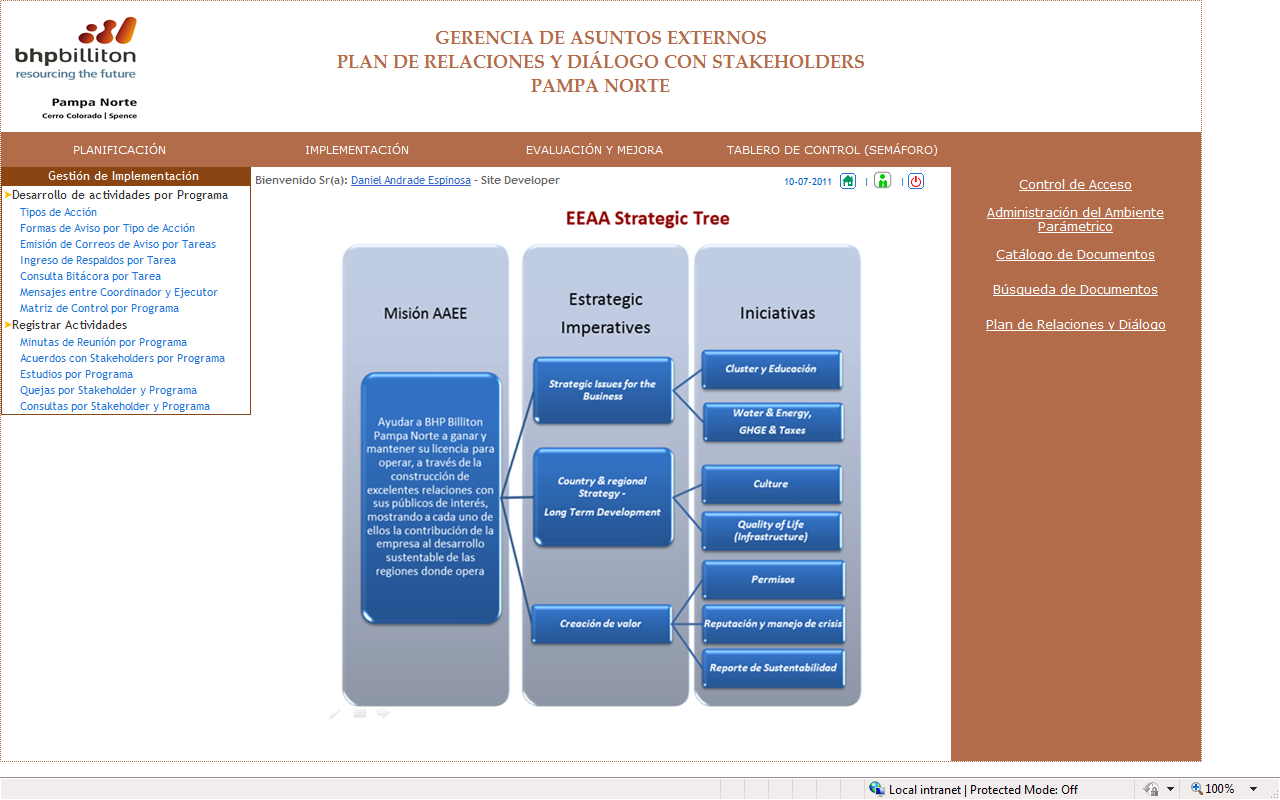 bhpbilliton
resourcing the future
Pampa Norte
Cerro Colorado | Spence
GERENCIA DE ASUNTOS EXTERNOS
PLAN DE RELACIONES Y DIÁLOGO CON STAKEHOLDERS
PAMPA NORTE
PLANIFICACIÓN
IMPLEMENTACIÓN
EVALUACIÓN Y MEJORA
TABLERO DE CONTROL (SEMÁFORO)
Gestión de Implementación
Desarrollo de actividades por Programa
Tipos de Acción
Formas de Aviso por Tipo de Acción
Emisión de Correos de Aviso por Tareas
Ingreso de Respaldos por Tarea
Consulta Bitácora por Tarea
Mensajes entre Coordinador y Ejecutor
Matriz de Control por Programa
Registrar Actividades
Minutas de Reunión por Programa
Acuerdos con Stakeholders por Programa
Estudios por Programa
Quejas por Stakeholder y Programa
Consultas por Stakeholder y Programa
Bienvenido Sr(a): Daniel Andrade Espinosa - Site Developer
10-07-2011 | |
EEAA Strategic Tree
Misión AAEE
Ayudar a BHP Billiton
Pampa Norte a ganar y
mantener su licencia para
operar, a través de la
construcción de
excelentes relaciones con
sus públicos de interés,
mostrando a cada uno de
ellos la contribución de la
empresa al desarrollo
sustentable de las
regiones donde opera
Estrategic
Imperatives
Strategic Issues for the
Business
Country & regional
Strategy -
Long Term Development
Creación de valor
Iniciativas
Cluster y Educación
Water & Energy,
GHGE & Taxes
Culture
Quality of Life
(Infrastructure)
Permisos
Reputación y manejo de crisis
Reporte de Sustentabilidad
Control de Acceso
Administración del Ambiente
Parámetrico
Catálogo de Documentos
Búsqueda de Documentos
Plan de Relaciones y Diálogo
Local intranet | Protected Mode: Off
100%